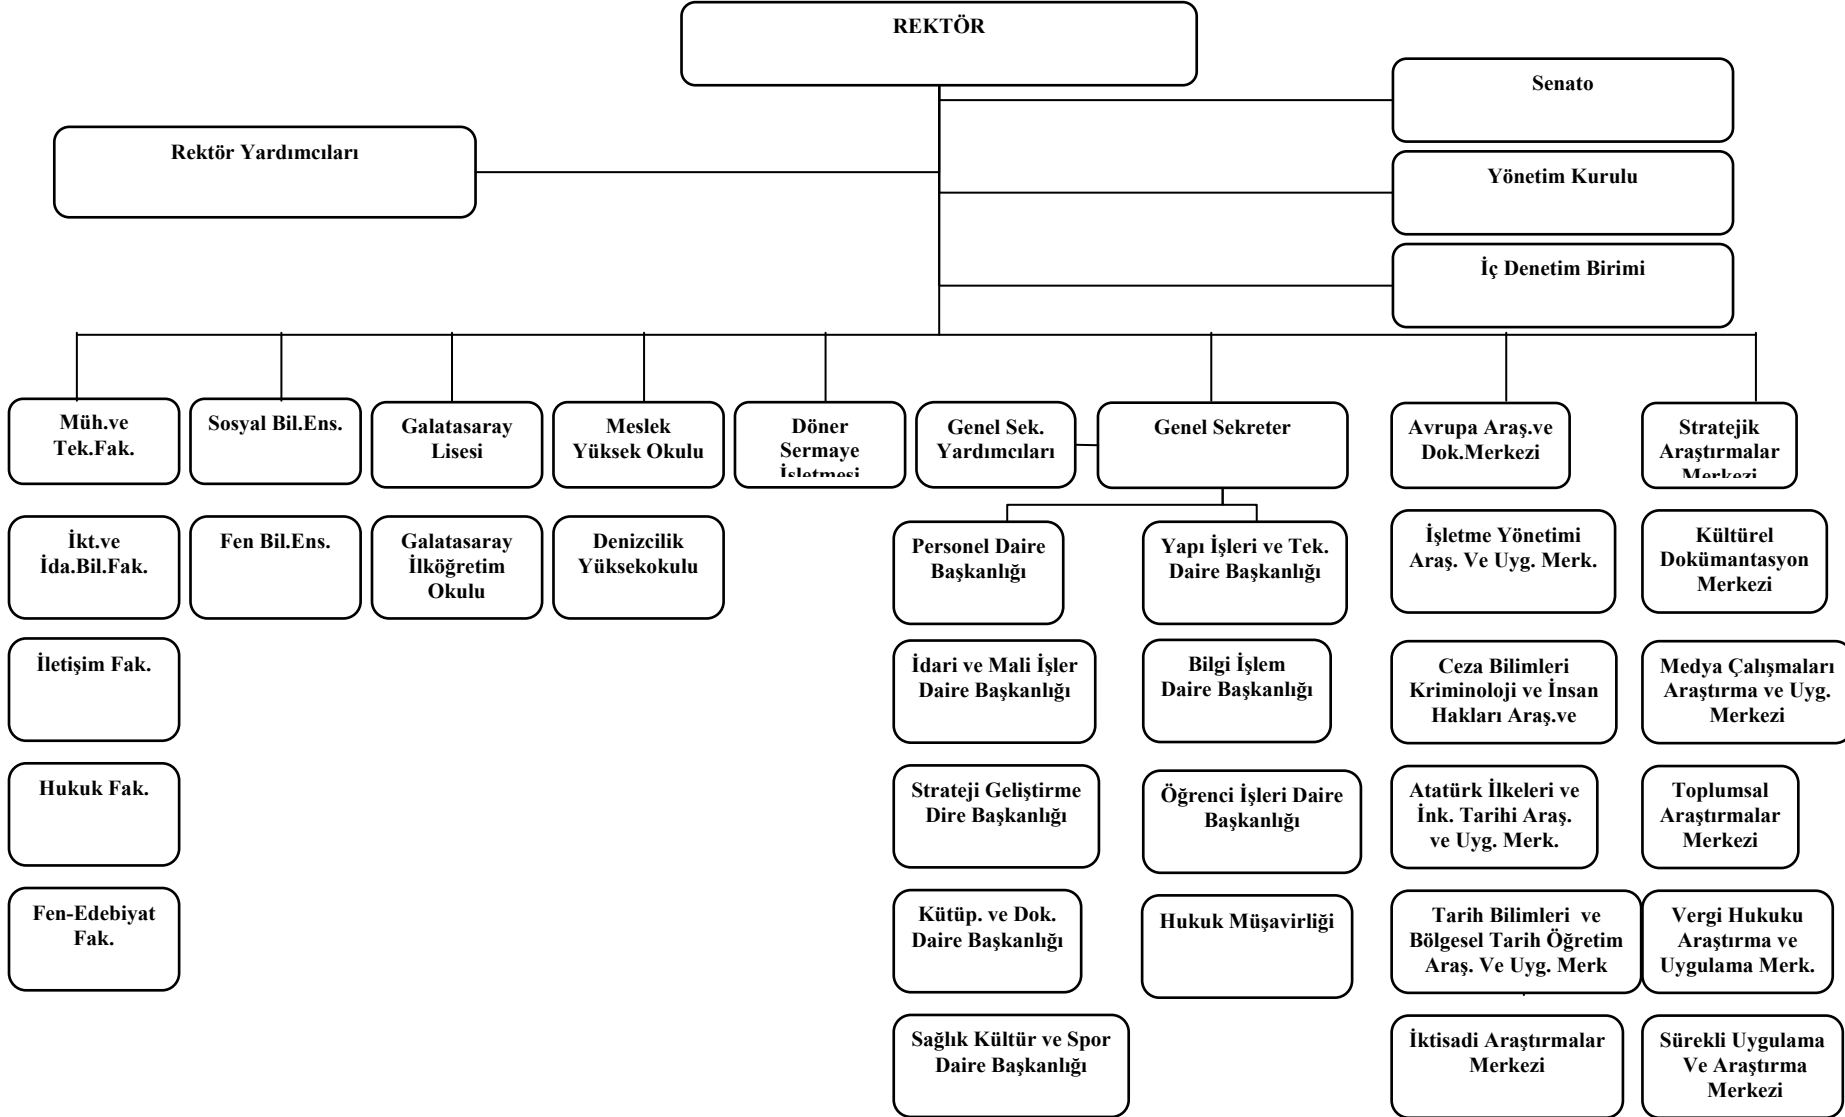 REKTÖR
Senato
Rektör Yardımcıları
Yönetim Kurulu
İç Denetim Birimi
Müh.ve
Tek.Fak.
Sosyal Bil.Ens.
Galatasaray
Lisesi
Meslek
Yüksek Okulu
Döner
Sermaye
İşletmesi
Genel Sek.
Yardımcıları
Genel Sekreter
Avrupa Araş.ve
Dok.Merkezi
Stratejik
Araştırmalar
Merkezi
İkt.ve
İda.Bil.Fak.
Fen Bil.Ens.
Galatasaray
İlköğretim
Okulu
Denizcilik
Yüksekokulu
Personel Daire
Başkanlığı
Yapı İşleri ve Tek.
Daire Başkanlığı
İşletme Yönetimi
Araş. Ve Uyg. Merk.
Kültürel
Dokümantasyon
Merkezi
İletişim Fak.
İdari ve Mali İşler
Daire Başkanlığı
Bilgi İşlem
Daire Başkanlığı
Ceza Bilimleri
Kriminoloji ve İnsan
Hakları Araş.ve
Medya Çalışmaları
Araştırma ve Uyg.
Merkezi
Hukuk Fak.
Strateji Geliştirme
Dire Başkanlığı
Öğrenci İşleri Daire
Başkanlığı
Atatürk İlkeleri ve
İnk. Tarihi Araş.
ve Uyg. Merk.
Toplumsal
Araştırmalar
Merkezi
Fen-Edebiyat
Fak.
Kütüp. ve Dok.
Daire Başkanlığı
Hukuk Müşavirliği
Tarih Bilimleri  ve
Bölgesel Tarih Öğretim
Araş. Ve Uyg. Merk
Vergi Hukuku
Araştırma ve
Uygulama Merk.
Sağlık Kültür ve Spor
Daire Başkanlığı
İktisadi Araştırmalar
Merkezi
Sürekli Uygulama
Ve Araştırma
Merkezi